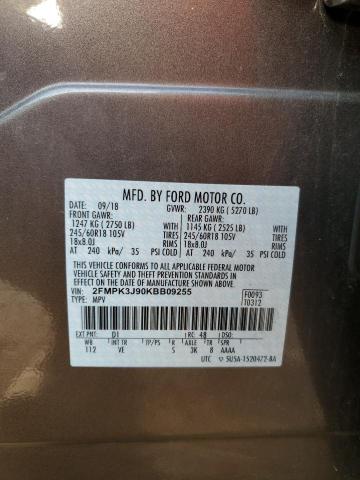 MFD. BY FORD MOTOR CO.
DATE: 09/18 GVWR: 2390 KG (5270 LB)
FRONT GAWR: REAR GAWR:
1247 KG (2750 LB) WITH 1145 KG (2525 LB) WITH
245/60R18 105V TIRES 245/60R18 105V TIRES
18x8.0J RIMS 18x8.0J RIMS
AT 240 kPa/ 35 PSI COLD AT 240 kPa/ 35 PSI COLD
THIS VEHICLE CONFORMS TO ALL APPLICABLE FEDERAL MOTOR
VEHICLE SAFETY AND THEFT PREVENTION STANDARDS IN
EFFECT ON THE DATE OF MANUFACTURE SHOWN ABOVE.
VIN: 2FMPK3J90KBB09255 F0093
TYPE: MPV T0312
EXT PNT: D1 RC: 48 DSO:
WB INT TR TP/PS R AXLE TR SPR
112 VE S 3K 8 AAAA
UTC 5U5A-1520472-BA